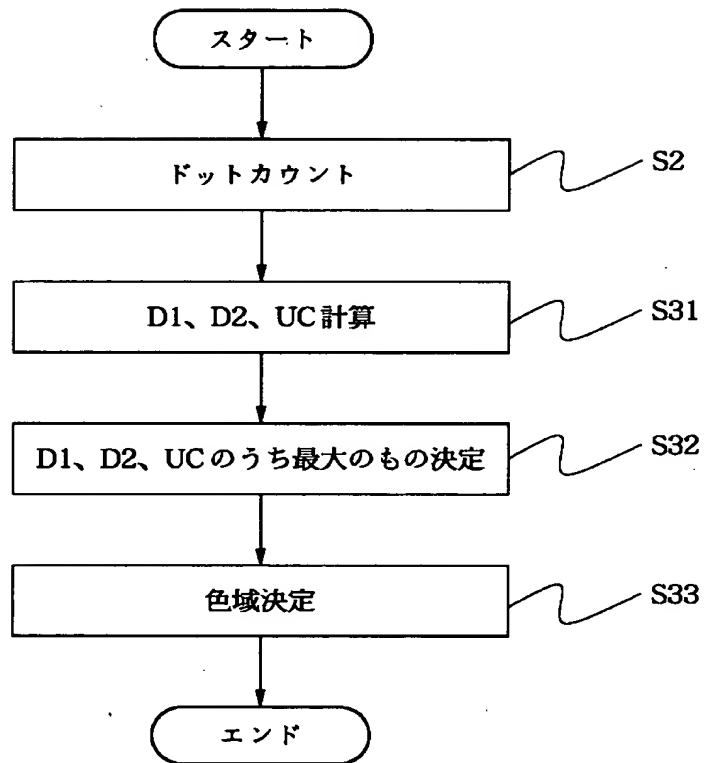 スタート
ドットカウント
S2
D1、D2、UC計算
S31
D1、D2、UCのうち最大のもの決定
S32
色域決定
S33
エンド